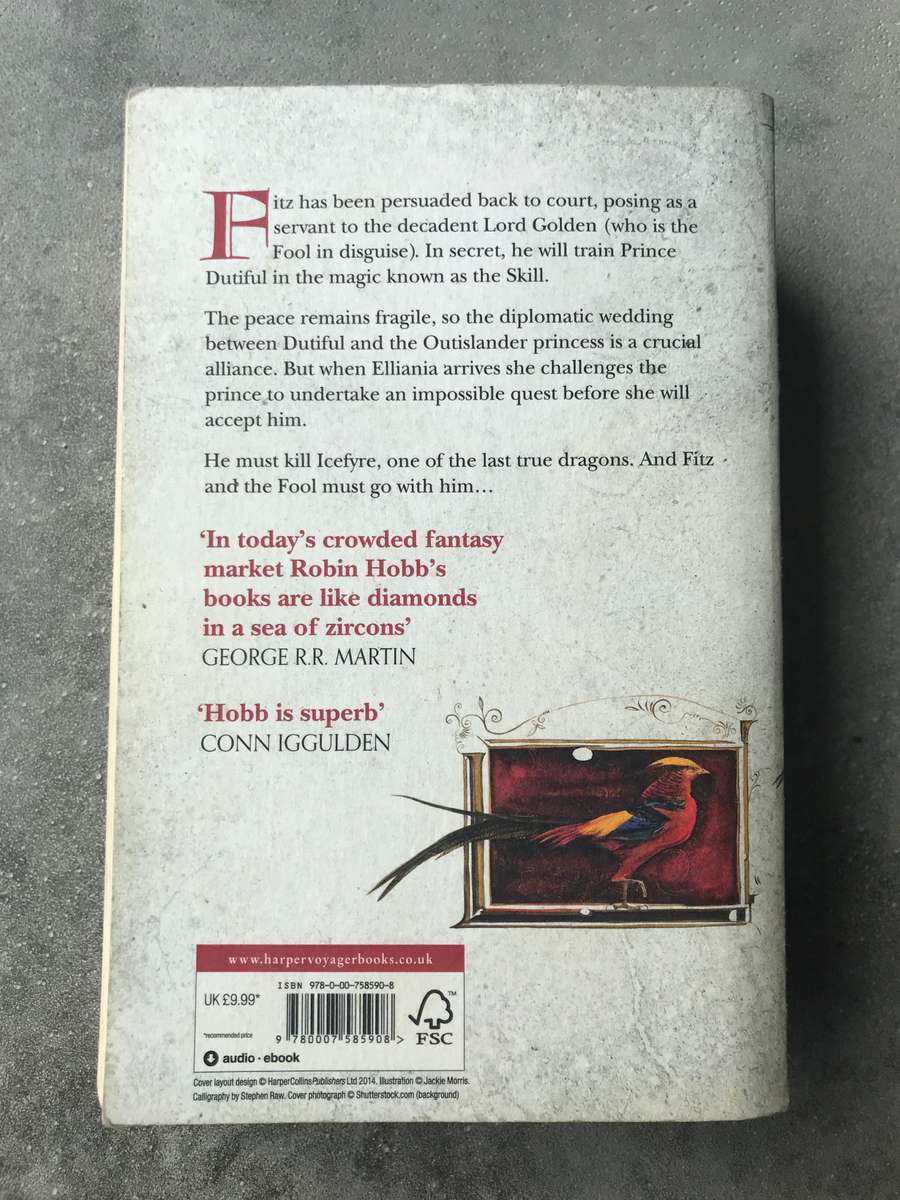 Fitz has been persuaded back to court, posing as a
servant to the decadent Lord Golden (who is the
Fool in disguise). In secret, he will train Prince
Dutiful in the magic known as the Skill.
The peace remains fragile, so the diplomatic wedding
between Dutiful and the Outislander princess is a crucial
alliance. But when Elliania arrives she challenges the
prince to undertake an impossible quest before she will
accept him.
He must kill Icefyre, one of the last true dragons. And Fitz
and the Fool must go with him...
‘In today’s crowded fantasy
market Robin Hobb’s
books are like diamonds
in a sea of zircons’
GEORGE R.R. MARTIN
‘Hobb is superb’
CONN IGGULDEN
www.harpervoyagerbooks.co.uk
ISBN 978-0-00-758590-8
UK £9.99*
*recommended price
9 780007 585908 >
FSC™
audio · ebook
Cover layout design © HarperCollinsPublishers Ltd 2014. Illustration © Jackie Morris.
Calligraphy by Stephen Raw. Cover photograph © Shutterstock.com (background)